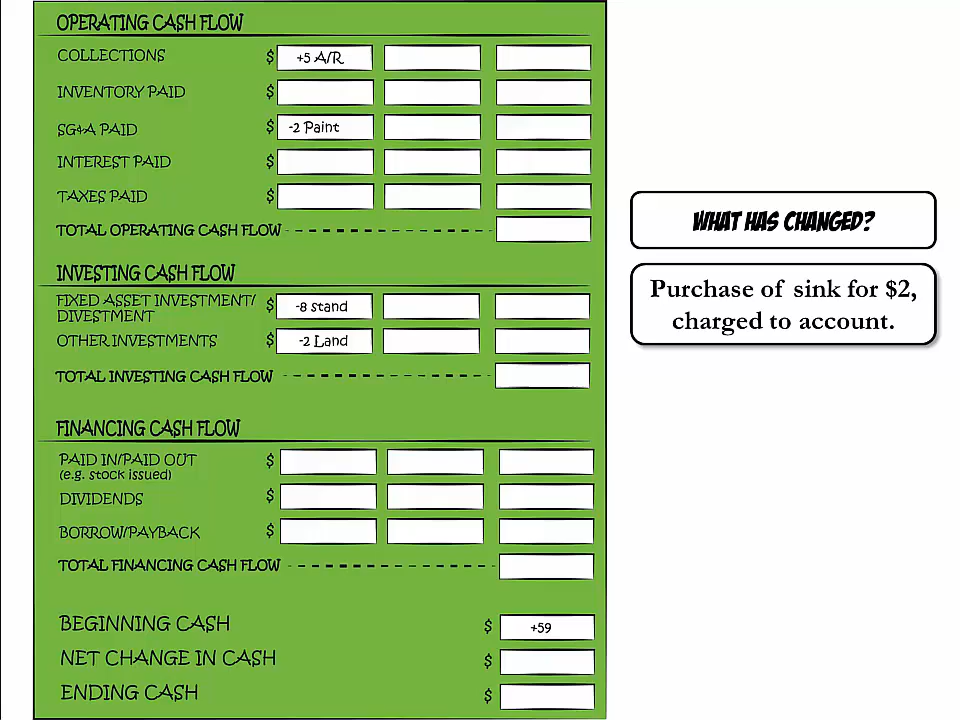 OPERATING CASH FLOW
COLLECTIONS $ +5 A/R
INVENTORY PAID $
SG&A PAID $ -2 Paint
INTEREST PAID $
TAXES PAID $
TOTAL OPERATING CASH FLOW
INVESTING CASH FLOW
FIXED ASSET INVESTMENT/
DIVESTMENT $ -8 stand
OTHER INVESTMENTS $ -2 Land
TOTAL INVESTING CASH FLOW
FINANCING CASH FLOW
PAID IN/PAID OUT $
(e.g. stock issued)
DIVIDENDS $
BORROW/PAYBACK $
TOTAL FINANCING CASH FLOW
BEGINNING CASH $ +59
NET CHANGE IN CASH $
ENDING CASH $
WHAT HAS CHANGED?
Purchase of sink for $2,
charged to account.